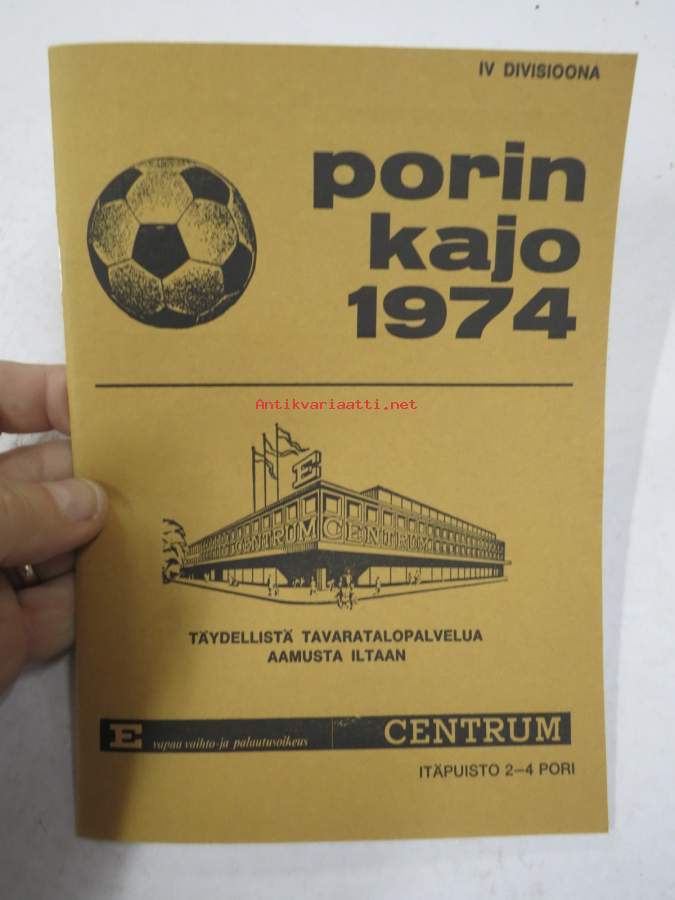 IV DIVISIOONA
porin
kajo
1974
Antikvariaatti.net
E
CENTRUM CENTRUM
TÄYDELLISTÄ TAVARATALOPALVELUA
AAMUSTA ILTAAN
E vapaa vaihto-ja palautusoikeus CENTRUM
ITÄPUISTO 2–4 PORI